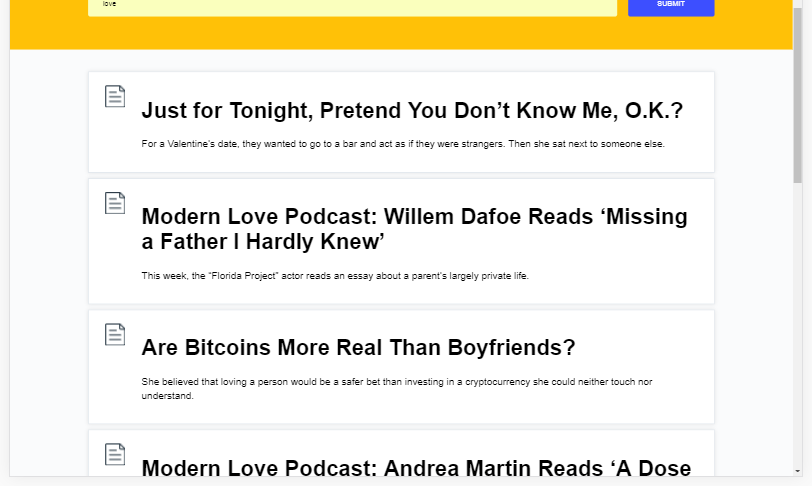 love
SUBMIT
Just for Tonight, Pretend You Don’t Know Me, O.K.?
For a Valentine’s date, they wanted to go to a bar and act as if they were strangers. Then she sat next to someone else.
Modern Love Podcast: Willem Dafoe Reads ‘Missing
a Father I Hardly Knew’
This week, the “Florida Project” actor reads an essay about a parent’s largely private life.
Are Bitcoins More Real Than Boyfriends?
She believed that loving a person would be a safer bet than investing in a cryptocurrency she could neither touch nor
understand.
Modern Love Podcast: Andrea Martin Reads ‘A Dose